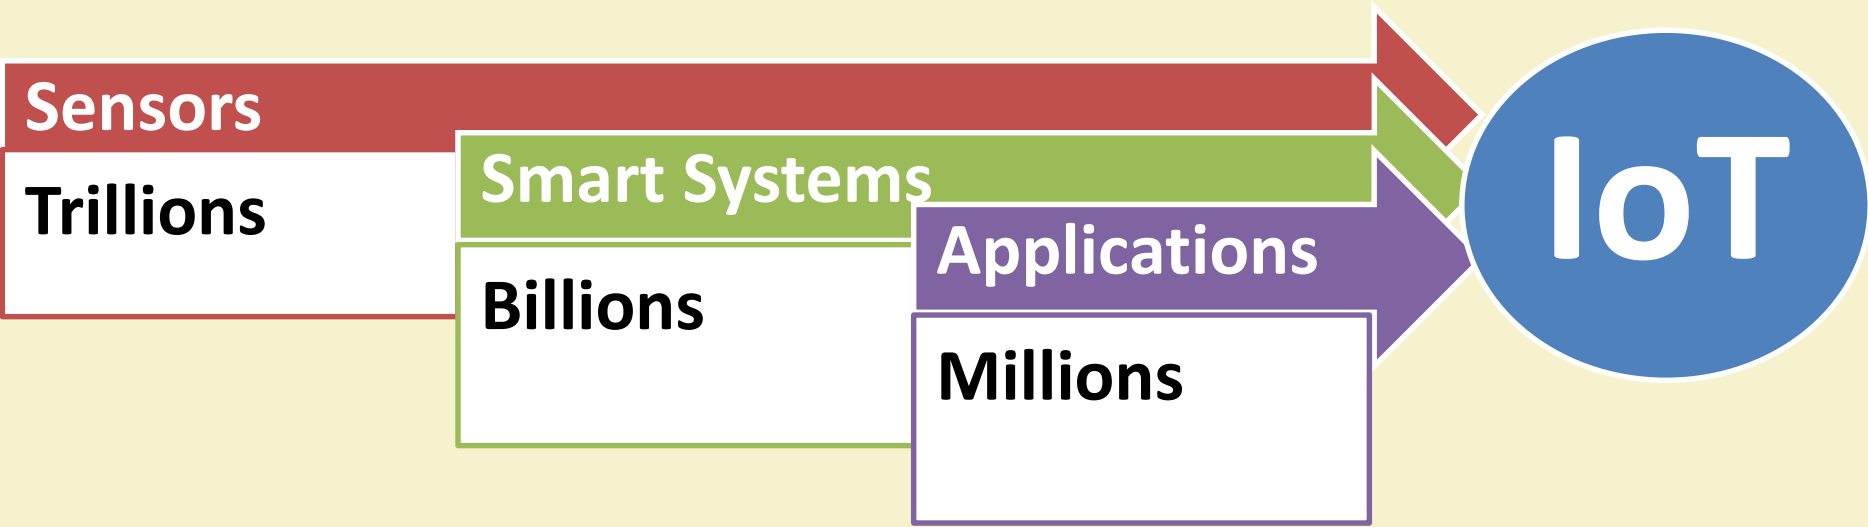 Sensors
Trillions
Smart Systems
Billions
Applications
Millions
IoT